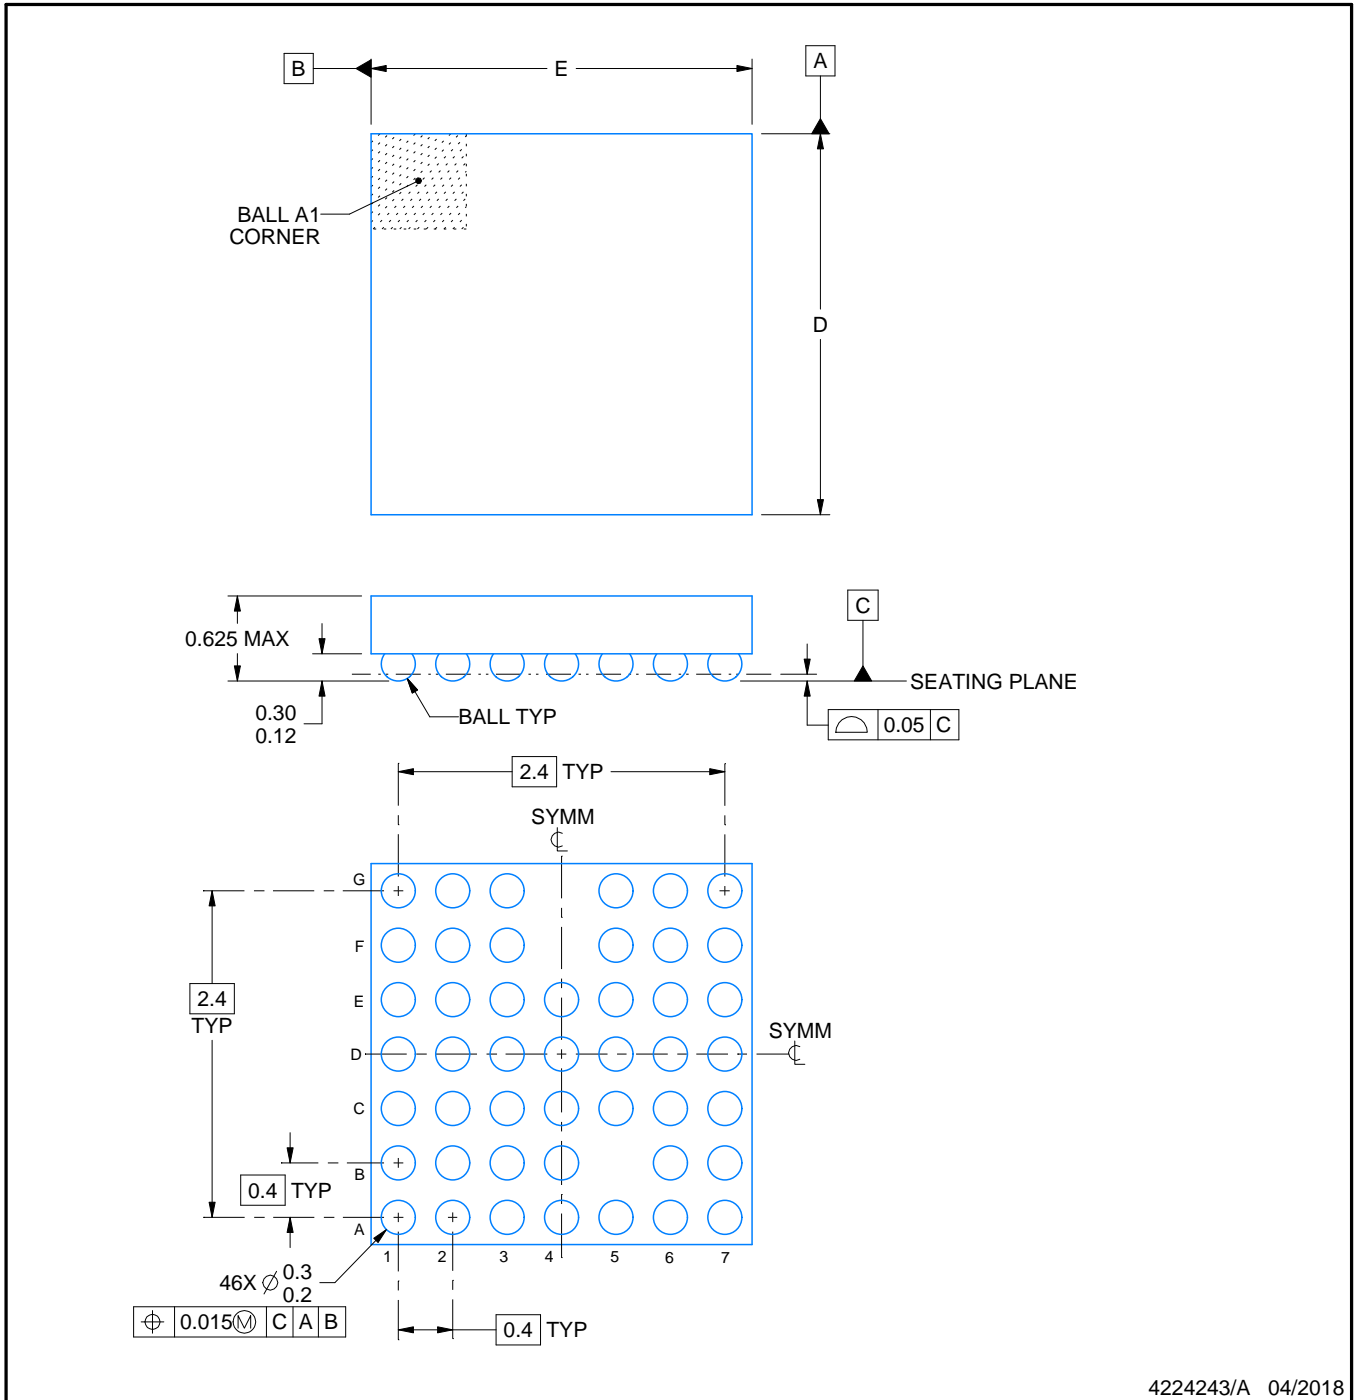 B
E
A
BALL A1
CORNER
D
C
0.625 MAX
SEATING PLANE
0.30
0.12
BALL TYP
0.05 C
2.4 TYP
SYMM
G
F
E
2.4
TYP
SYMM
D
C
B
0.4 TYP
A
1 2 3 4 5 6 7
46X Ø 0.3
0.2
0.015Ⓜ C A B
0.4 TYP
4224243/A 04/2018